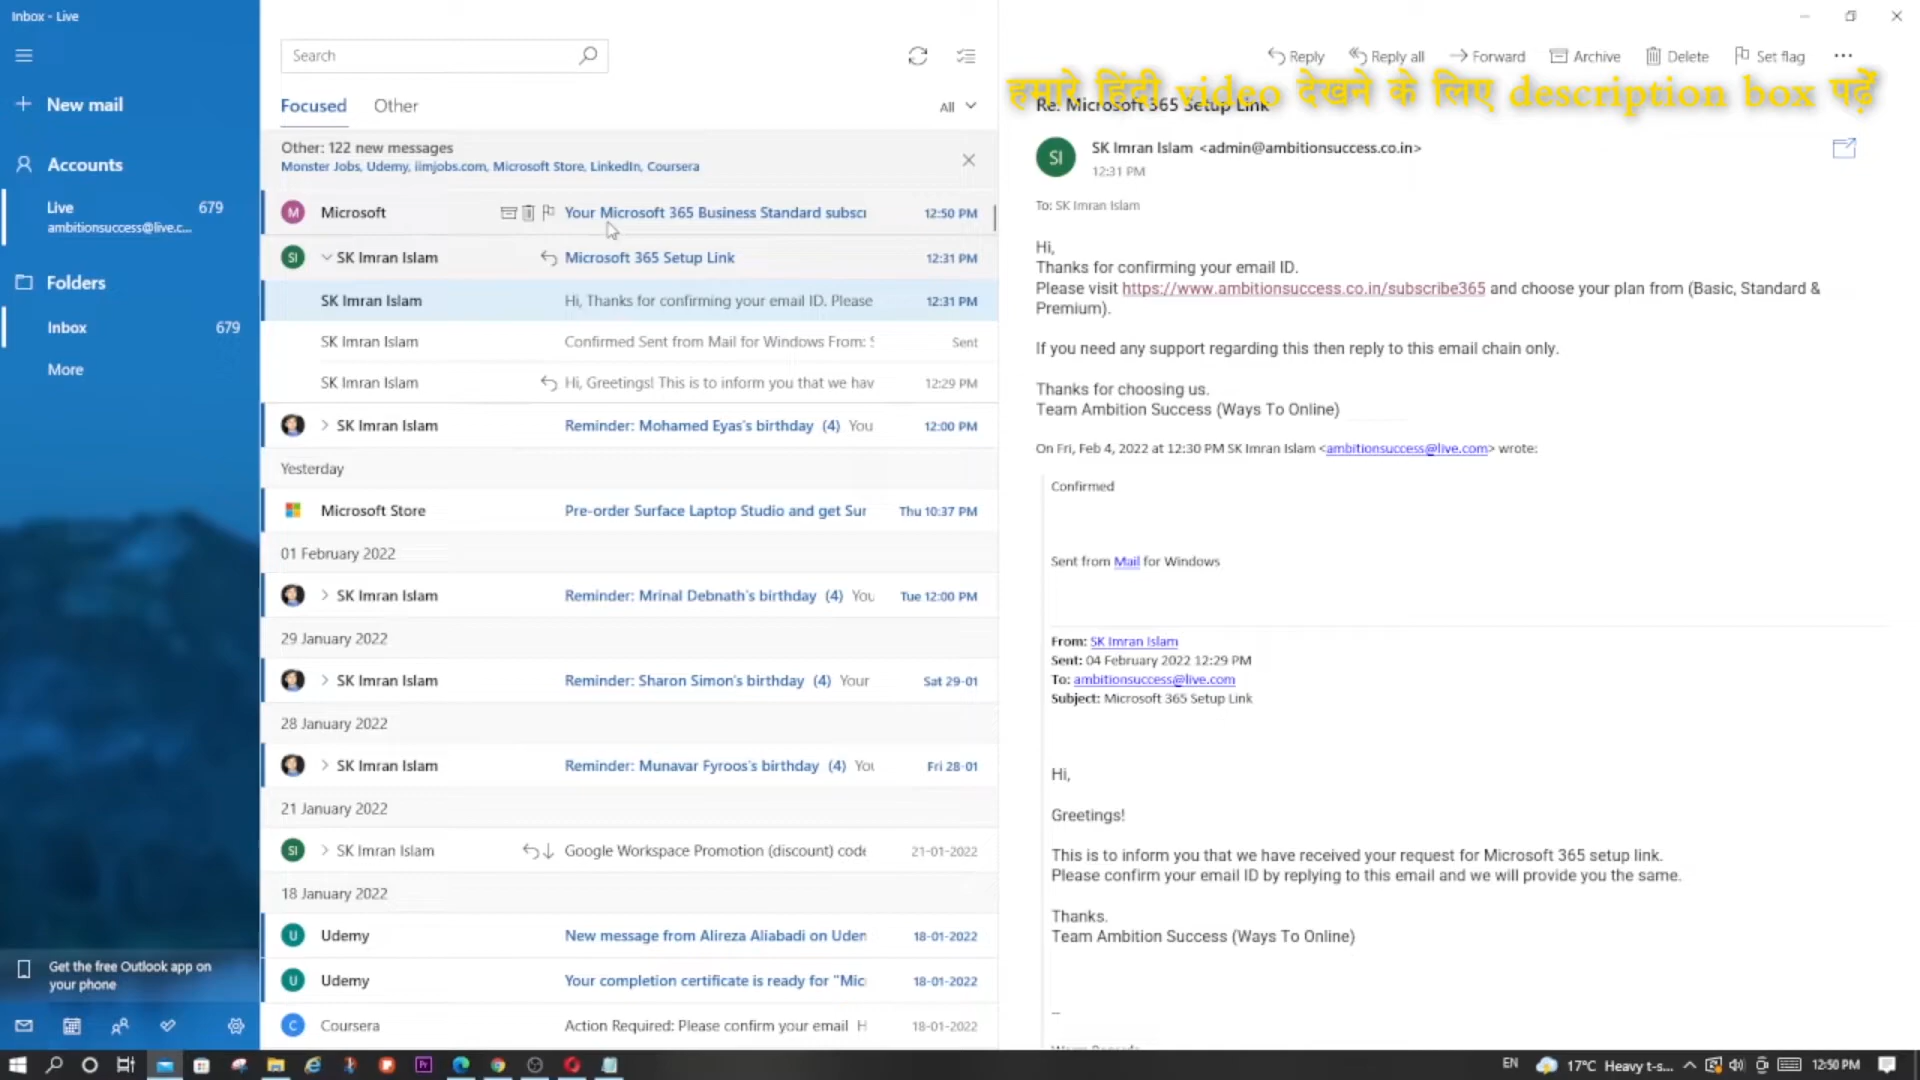 Inbox - Live
New mail
Accounts
Live 679
ambitionsuccess@live.c...
Folders
Inbox 679
More
Get the free Outlook app on
your phone
Search
Focused Other All
Other: 122 new messages
Monster Jobs, Udemy, iimjobs.com, Microsoft Store, LinkedIn, Coursera
M Microsoft Your Microsoft 365 Business Standard subscr 12:50 PM
SI SK Imran Islam Microsoft 365 Setup Link 12:31 PM
SK Imran Islam Hi, Thanks for confirming your email ID. Please 12:31 PM
SK Imran Islam Confirmed Sent from Mail for Windows From: Sent
SK Imran Islam Hi, Greetings! This is to inform you that we hav 12:29 PM
SK Imran Islam Reminder: Mohamed Eyas's birthday (4) You 12:00 PM
Yesterday
Microsoft Store Pre-order Surface Laptop Studio and get Sur Thu 10:37 PM
01 February 2022
SK Imran Islam Reminder: Mrinal Debnath's birthday (4) You Tue 12:00 PM
29 January 2022
SK Imran Islam Reminder: Sharon Simon's birthday (4) Your Sat 29-01
28 January 2022
SK Imran Islam Reminder: Munavar Fyroos's birthday (4) You Fri 28-01
21 January 2022
SI SK Imran Islam Google Workspace Promotion (discount) code 21-01-2022
18 January 2022
U Udemy New message from Alireza Aliabadi on Uden 18-01-2022
U Udemy Your completion certificate is ready for "Mic 18-01-2022
C Coursera Action Required: Please confirm your email H 18-01-2022
Reply Reply all Forward Archive Delete Set flag
हमारे हिंदी video देखने के लिए description box पढ़ें
Re: Microsoft 365 Setup Link
SI SK Imran Islam <admin@ambitionsuccess.co.in>
12:31 PM
To: SK Imran Islam
Hi,
Thanks for confirming your email ID.
Please visit https://www.ambitionsuccess.co.in/subscribe365 and choose your plan from (Basic, Standard &
Premium).
If you need any support regarding this then reply to this email chain only.
Thanks for choosing us.
Team Ambition Success (Ways To Online)
On Fri, Feb 4, 2022 at 12:30 PM SK Imran Islam <ambitionsuccess@live.com> wrote:
Confirmed
Sent from Mail for Windows
From: SK Imran Islam
Sent: 04 February 2022 12:29 PM
To: ambitionsuccess@live.com
Subject: Microsoft 365 Setup Link
Hi,
Greetings!
This is to inform you that we have received your request for Microsoft 365 setup link.
Please confirm your email ID by replying to this email and we will provide you the same.
Thanks.
Team Ambition Success (Ways To Online)
--
EN 17°C Heavy t-s... 12:50 PM